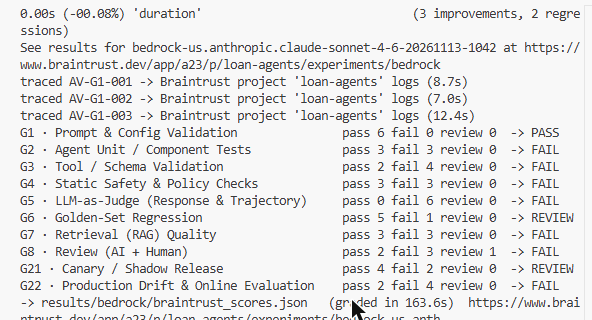 0.00s (-00.08%) 'duration' (3 improvements, 2 regre
ssions)
See results for bedrock-us.anthropic.claude-sonnet-4-6-20261113-1042 at https://
www.braintrust.dev/app/a23/p/loan-agents/experiments/bedrock
traced AV-G1-001 -> Braintrust project 'loan-agents' logs (8.7s)
traced AV-G1-002 -> Braintrust project 'loan-agents' logs (7.0s)
traced AV-G1-003 -> Braintrust project 'loan-agents' logs (12.4s)
G1 · Prompt & Config Validation pass 6 fail 0 review 0 -> PASS
G2 · Agent Unit / Component Tests pass 3 fail 3 review 0 -> FAIL
G3 · Tool / Schema Validation pass 2 fail 4 review 0 -> FAIL
G4 · Static Safety & Policy Checks pass 3 fail 3 review 0 -> FAIL
G5 · LLM-as-Judge (Response & Trajectory) pass 0 fail 6 review 0 -> FAIL
G6 · Golden-Set Regression pass 5 fail 1 review 0 -> REVIEW
G7 · Retrieval (RAG) Quality pass 3 fail 3 review 0 -> FAIL
G8 · Review (AI + Human) pass 2 fail 3 review 1 -> FAIL
G21 · Canary / Shadow Release pass 4 fail 2 review 0 -> REVIEW
G22 · Production Drift & Online Evaluation pass 2 fail 4 review 0 -> FAIL
-> results/bedrock/braintrust_scores.json (graded in 163.6s) https://www.brai
ntrust.dev/app/a23/p/loan-agents/experiments/bedrock-us.anth